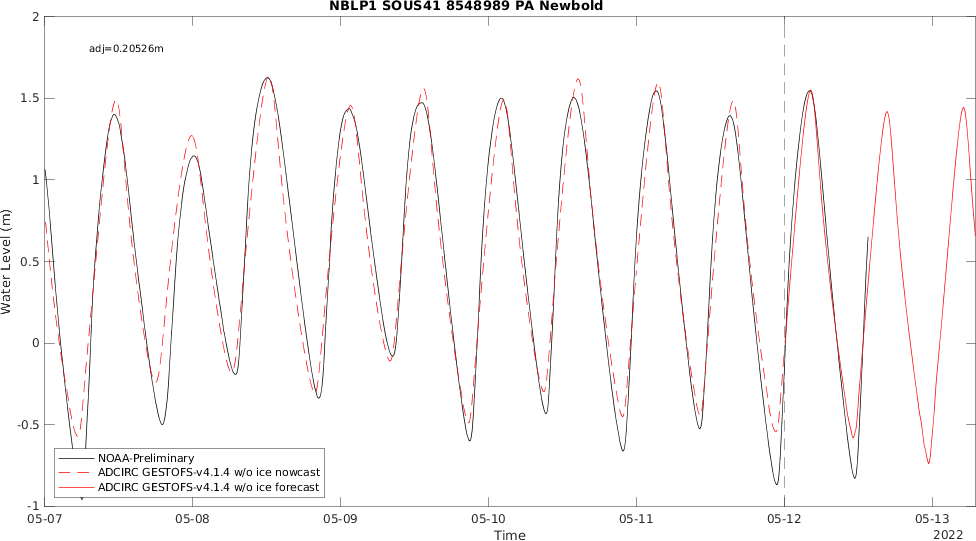 NBLP1 SOUS41 8548989 PA Newbold
adj=0.20526m
2
1.5
1
0.5
0
-0.5
-1
Water Level (m)
NOAA-Preliminary
ADCIRC GESTOFS-v4.1.4 w/o ice nowcast
ADCIRC GESTOFS-v4.1.4 w/o ice forecast
05-07 05-08 05-09 05-10 05-11 05-12 05-13
Time
2022